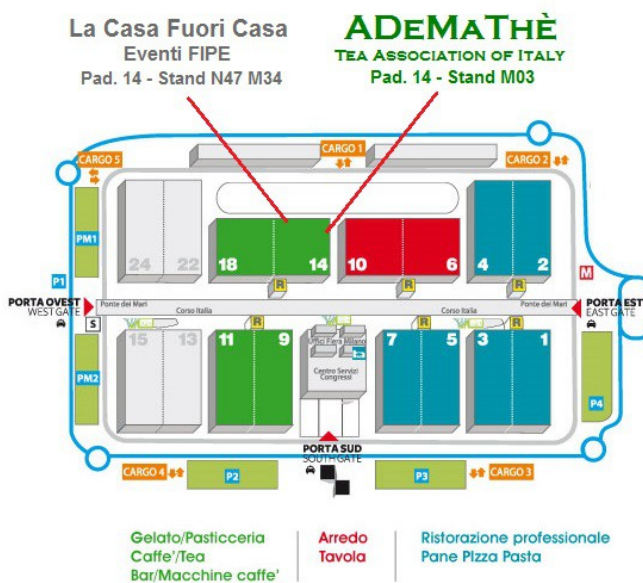 La Casa Fuori Casa
Eventi FIPE
Pad. 14 - Stand N47 M34
ADeMaThè
Tea Association of Italy
Pad. 14 - Stand M03
CARGO 1
CARGO 5
CARGO 2
PM1
24 22
18 14
10 6
4 2
P1
R
R
R
M
PORTA OVEST
WEST GATE
Ponte dei Mari
Corso Italia
Corso Italia
Ponte dei Mari
PORTA EST
EAST GATE
S
15 13
11 9
R
Uffici Fiera Milano
Centro Servizi
Congressi
7 5
R
3 1
R
PM2
P4
PORTA SUD
SOUTH GATE
CARGO 4
P2
P3
CARGO 3
Gelato/Pasticceria
Caffe'/Tea
Bar/Macchine caffe'
Arredo
Tavola
Ristorazione professionale
Pane PIzza Pasta